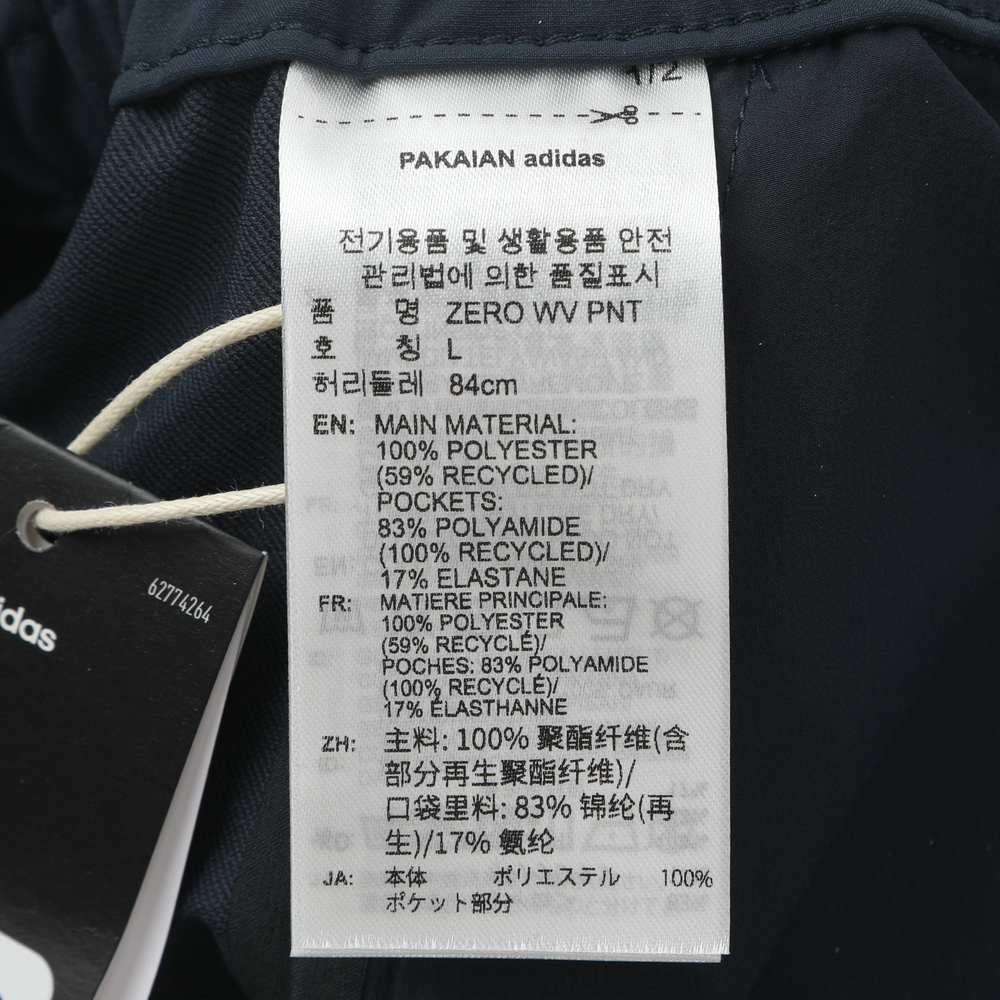 1/2
PAKAIAN adidas
전기용품 및 생활용품 안전
관리법에 의한 품질표시
품 명 ZERO WV PNT
호 칭 L
허리둘레 84cm
EN: MAIN MATERIAL:
100% POLYESTER
(59% RECYCLED)/
POCKETS:
83% POLYAMIDE
(100% RECYCLED)/
17% ELASTANE
FR: MATIERE PRINCIPALE:
100% POLYESTER
(59% RECYCLÉ)/
POCHES: 83% POLYAMIDE
(100% RECYCLÉ)/
17% ÉLASTHANNE
ZH: 主料: 100% 聚酯纤维(含
部分再生聚酯纤维)/
口袋里料: 83% 锦纶(再
生)/17% 氨纶
JA: 本体 ポリエステル 100%
ポケット部分
62774264
idas